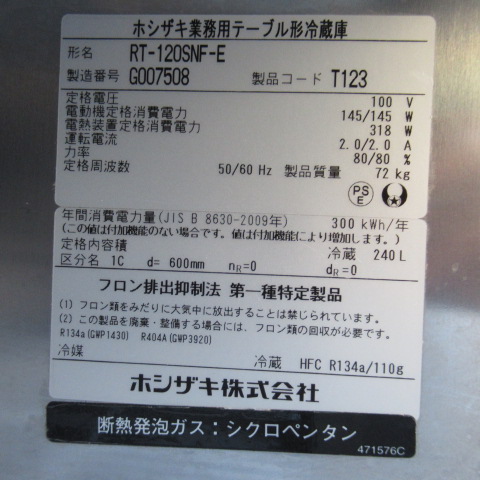 ホシザキ業務用テーブル形冷蔵庫
形名 RT-120SNF-E
製造番号 G007508 製品コード T123
定格電圧 100 V
電動機定格消費電力 145/145 W
電熱装置定格消費電力 318 W
運転電流 2.0/2.0 A
力率 80/80 %
定格周波数 50/60 Hz 製品質量 72 kg
PS
E
年間消費電力量(JIS B 8630-2009年) 300 kWh/年
(この値は付加機能のない場合です。値は付加機能により増加します。)
定格内容積 冷蔵 240 L
区分名 1C d= 600mm nR=0 dR=0
フロン排出抑制法 第一種特定製品
(1) フロン類をみだりに大気中に放出することは禁じられています。
(2) この製品を廃棄・整備する場合には、フロン類の回収が必要です。
R134a(GWP1430) R404A(GWP3920)
冷媒 冷蔵 HFC R134a/110g
ホシザキ株式会社
断熱発泡ガス：シクロペンタン
471576C